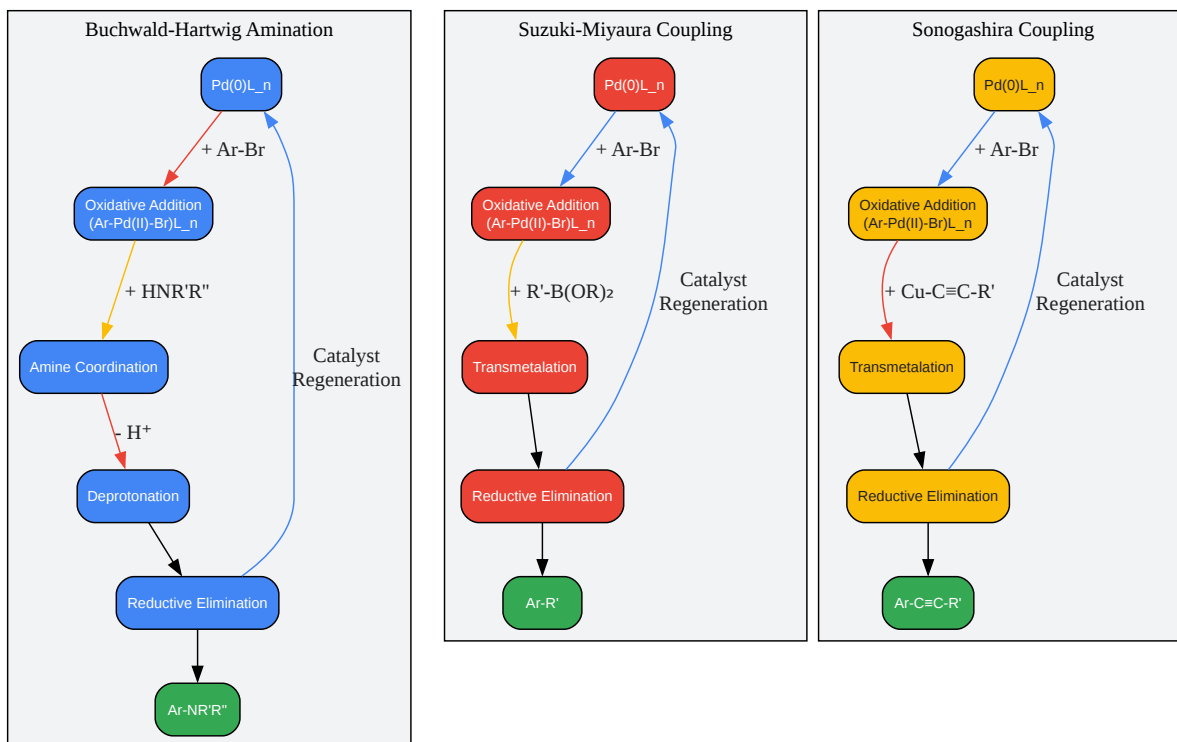 Buchwald-Hartwig Amination
Pd(0)L_n
+ Ar-Br
Oxidative Addition
(Ar-Pd(II)-Br)L_n
+ HNR'R"
Amine Coordination
Catalyst
Regeneration
- H⁺
Deprotonation
Reductive Elimination
Ar-NR'R"
Suzuki-Miyaura Coupling
Pd(0)L_n
+ Ar-Br
Oxidative Addition
(Ar-Pd(II)-Br)L_n
+ R'-B(OR)₂
Catalyst
Regeneration
Transmetalation
Reductive Elimination
Ar-R'
Sonogashira Coupling
Pd(0)L_n
+ Ar-Br
Oxidative Addition
(Ar-Pd(II)-Br)L_n
+ Cu-C≡C-R'
Catalyst
Regeneration
Transmetalation
Reductive Elimination
Ar-C≡C-R'